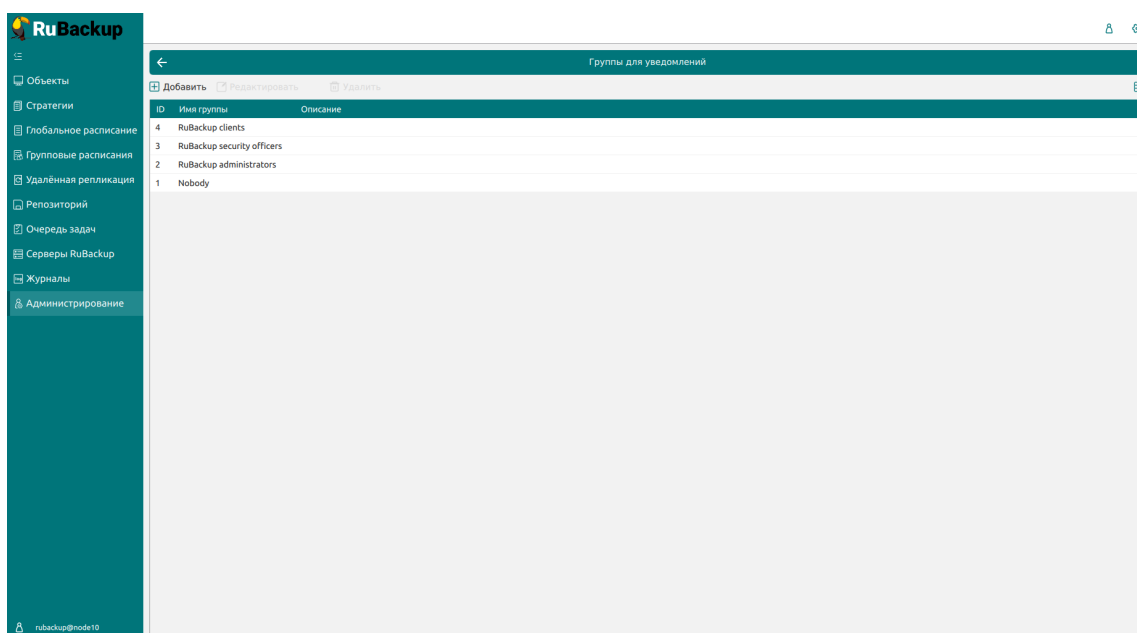 RuBackup
Группы для уведомлений
Объекты
Стратегии
Глобальное расписание
Групповые расписания
Удалённая репликация
Репозиторий
Очередь задач
Серверы RuBackup
Журналы
Администрирование
Добавить Редактировать Удалить
ID Имя группы Описание
4 RuBackup clients
3 RuBackup security officers
2 RuBackup administrators
1 Nobody
rubackup@node10